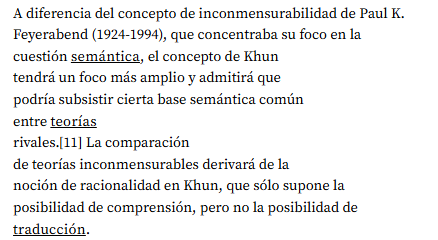 A diferencia del concepto de inconmensurabilidad de Paul K.
Feyerabend (1924-1994), que concentraba su foco en la
cuestión semántica, el concepto de Khun
tendrá un foco más amplio y admitirá que
podría subsistir cierta base semántica común
entre teorías
rivales.[11] La comparación
de teorías inconmensurables derivará de la
noción de racionalidad en Khun, que sólo supone la
posibilidad de comprensión, pero no la posibilidad de
traducción.